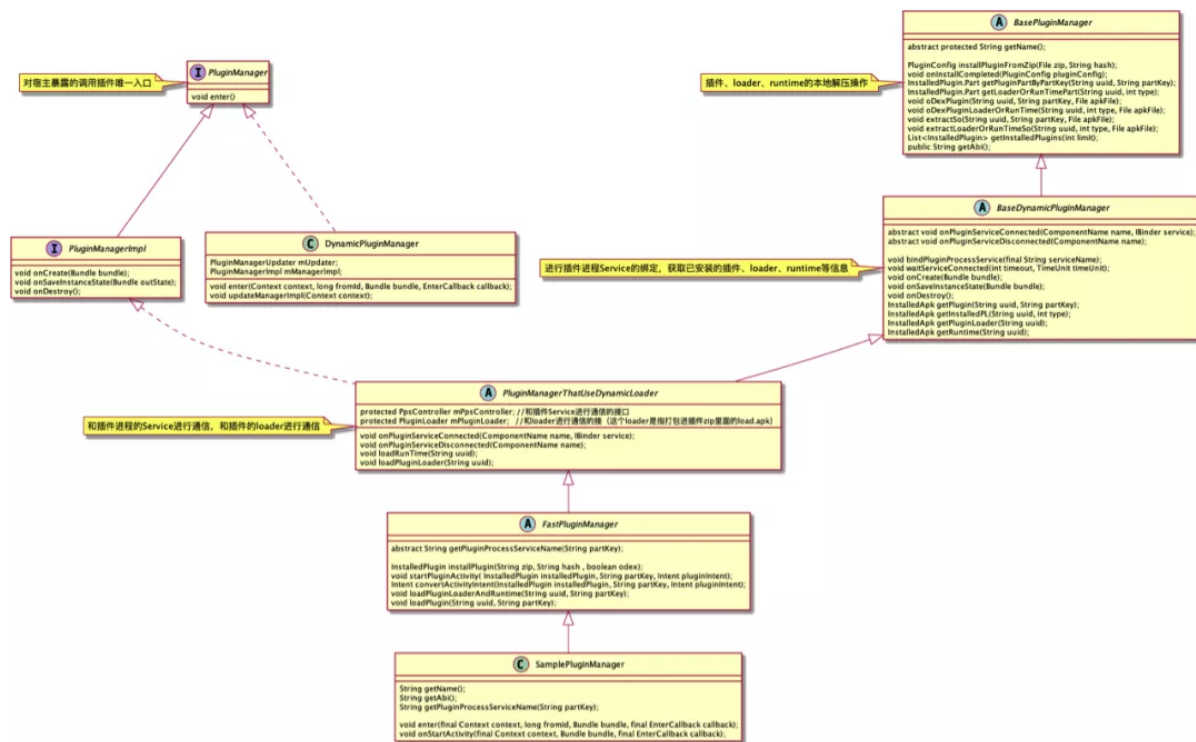 对宿主暴露的调用插件唯一入口
I PluginManager
void enter()
I PluginManagerImpl
void onCreate(Bundle bundle);
void onSaveInstanceState(Bundle outState);
void onDestroy();
C DynamicPluginManager
PluginManagerUpdater mUpdater;
PluginManagerImpl mManagerImpl;
void enter(Context context, long fromId, Bundle bundle, EnterCallback callback);
void updateManagerImpl(Context context);
A BasePluginManager
abstract protected String getName();
PluginConfig installPluginFromZip(File zip, String hash);
void onInstallCompleted(PluginConfig pluginConfig);
InstalledPlugin.Part getPluginPartByPartKey(String uuid, String partKey);
InstalledPlugin.Part getLoaderOrRunTimePart(String uuid, int type);
void oDexPlugin(String uuid, String partKey, File apkFile);
void oDexPluginLoaderOrRunTime(String uuid, int type, File apkFile);
void extractSo(String uuid, String partKey, File apkFile);
void extractLoaderOrRunTimeSo(String uuid, int type, File apkFile);
List<InstalledPlugin> getInstalledPlugins(int limit);
public String getAbi();
插件、loader、runtime的本地解压操作
A BaseDynamicPluginManager
abstract void onPluginServiceConnected(ComponentName name, IBinder service);
abstract void onPluginServiceDisconnected(ComponentName name);
void bindPluginProcessService(final String serviceName);
void waitServiceConnected(int timeout, TimeUnit timeUnit);
void onCreate(Bundle bundle);
void onSaveInstanceState(Bundle bundle);
void onDestroy();
InstalledApk getPlugin(String uuid, String partKey);
InstalledApk getInstalledPL(String uuid, int type);
InstalledApk getPluginLoader(String uuid);
InstalledApk getRuntime(String uuid);
进行插件进程Service的绑定，获取已安装的插件、loader、runtime等信息
A PluginManagerThatUseDynamicLoader
protected PpsController mPpsController; //和插件Service进行通信的接口
protected PluginLoader mPluginLoader; //和loader进行通信的接（这个loader是指打包进插件zip里面的load.apk）
void onPluginServiceConnected(ComponentName name, IBinder service);
void onPluginServiceDisconnected(ComponentName name);
void loadRunTime(String uuid);
void loadPluginLoader(String uuid);
和插件进程的Service进行通信，和插件的loader进行通信
A FastPluginManager
abstract String getPluginProcessServiceName(String partKey);
InstalledPlugin installPlugin(String zip, String hash , boolean odex);
void startPluginActivity( InstalledPlugin installedPlugin, String partKey, Intent pluginIntent);
Intent convertActivityIntent(InstalledPlugin installedPlugin, String partKey, Intent pluginIntent);
void loadPluginLoaderAndRuntime(String uuid, String partKey);
void loadPlugin(String uuid, String partKey);
C SamplePluginManager
String getName();
String getAbi();
String getPluginProcessServiceName(String partKey);
void enter(final Context context, long fromId, Bundle bundle, final EnterCallback callback);
void onStartActivity(final Context context, Bundle bundle, final EnterCallback callback);